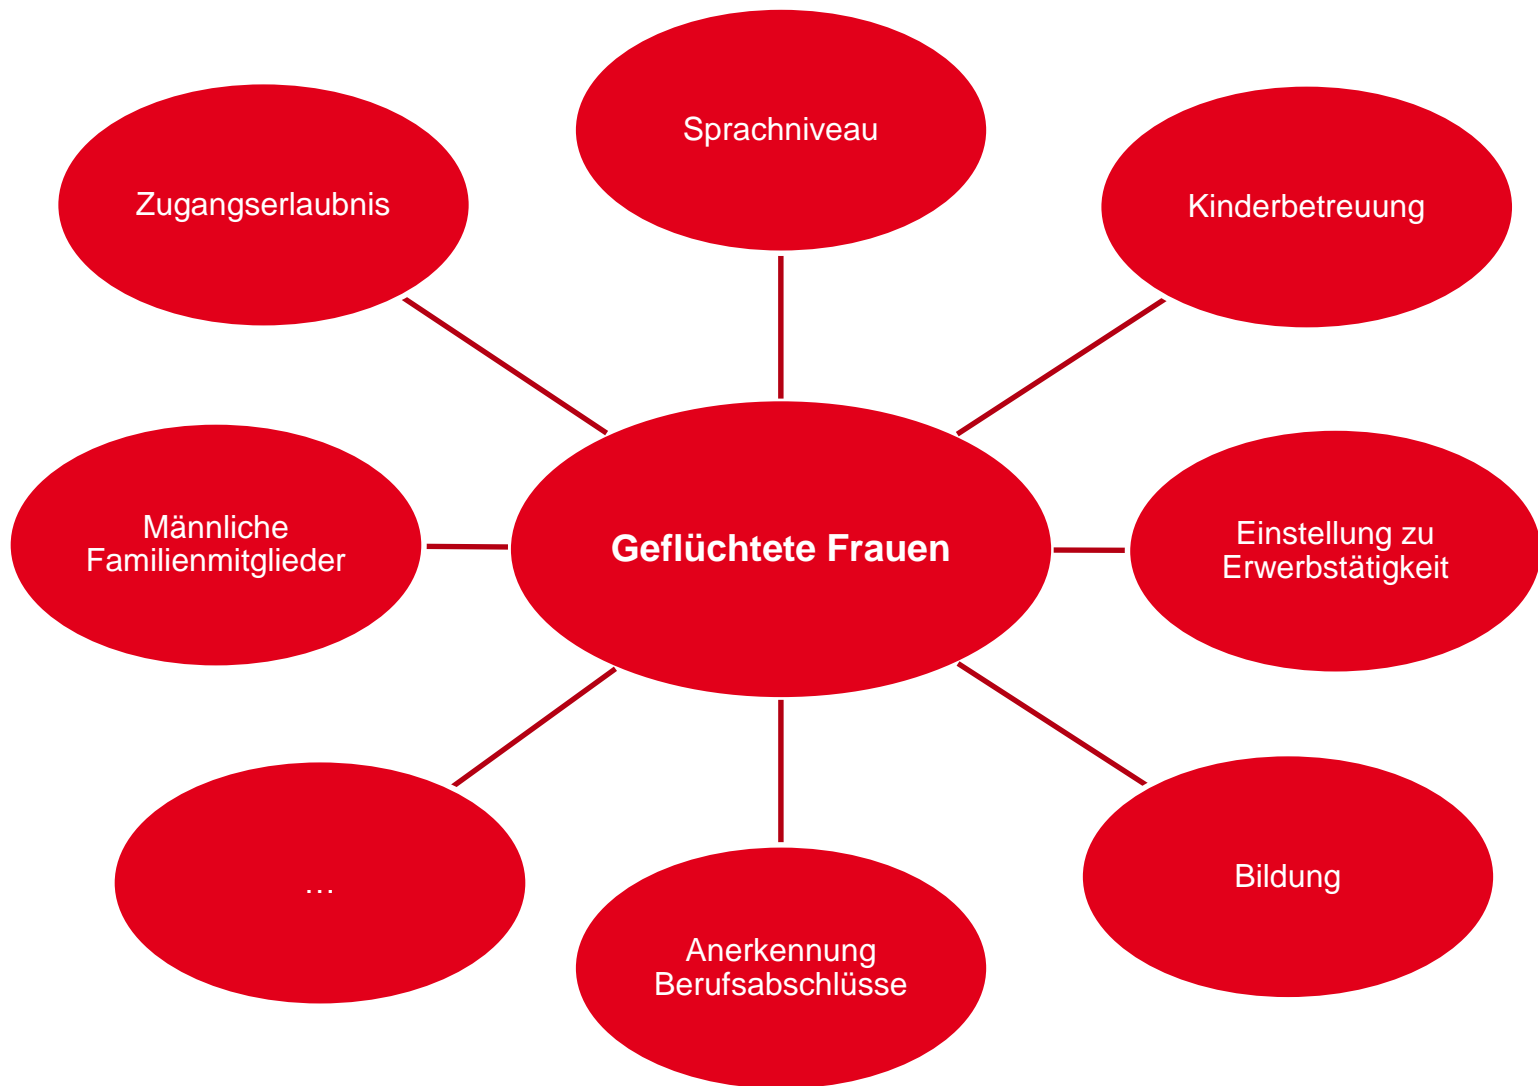 Sprachniveau
Zugangserlaubnis
Kinderbetreuung
Männliche
Familienmitglieder
Geflüchtete Frauen
Einstellung zu
Erwerbstätigkeit
…
Bildung
Anerkennung
Berufsabschlüsse